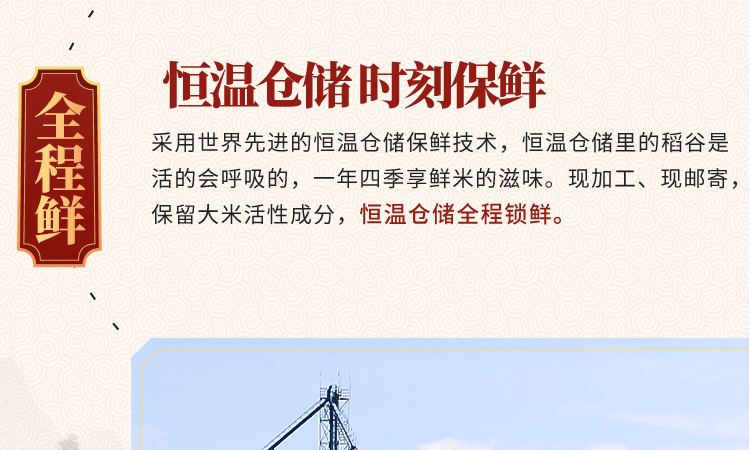 恒温仓储 时刻保鲜
全程鲜
采用世界先进的恒温仓储保鲜技术，恒温仓储里的稻谷是
活的会呼吸的，一年四季享鲜米的滋味。现加工、现邮寄，
保留大米活性成分，恒温仓储全程锁鲜。